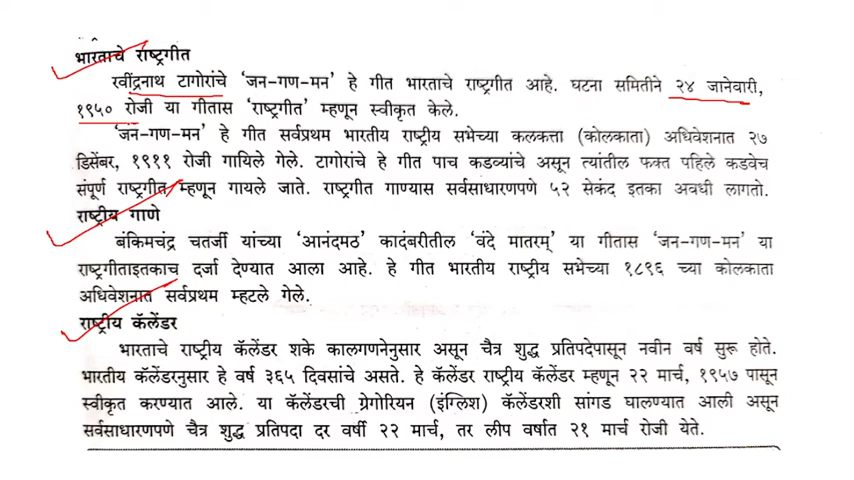 भारताचे राष्ट्रगीत
रवींद्रनाथ टागोरांचे 'जन-गण-मन' हे गीत भारताचे राष्ट्रगीत आहे. घटना समितीने २४ जानेवारी,
१९५० रोजी या गीतास 'राष्ट्रगीत' म्हणून स्वीकृत केले.
'जन-गण-मन' हे गीत सर्वप्रथम भारतीय राष्ट्रीय सभेच्या कलकत्ता (कोलकाता) अधिवेशनात २७
डिसेंबर, १९११ रोजी गायिले गेले. टागोरांचे हे गीत पाच कडव्यांचे असून त्यांतील फक्त पहिले कडवेच
संपूर्ण राष्ट्रगीत म्हणून गायले जाते. राष्ट्रगीत गाण्यास सर्वसाधारणपणे ५२ सेकंद इतका अवधी लागतो.
राष्ट्रीय गाणे
बंकिमचंद्र चतर्जी यांच्या 'आनंदमठ' कादंबरीतील 'वंदे मातरम्' या गीतास 'जन-गण-मन' या
राष्ट्रगीताइतकाच दर्जा देण्यात आला आहे. हे गीत भारतीय राष्ट्रीय सभेच्या १८९६ च्या कोलकाता
अधिवेशनात सर्वप्रथम म्हटले गेले.
राष्ट्रीय कॅलेंडर
भारताचे राष्ट्रीय कॅलेंडर शके कालगणनेनुसार असून चैत्र शुद्ध प्रतिपदेपासून नवीन वर्ष सुरू होते.
भारतीय कॅलेंडरनुसार हे वर्ष ३६५ दिवसांचे असते. हे कॅलेंडर राष्ट्रीय कॅलेंडर म्हणून २२ मार्च, १९५७ पासून
स्वीकृत करण्यात आले. या कॅलेंडरची ग्रेगोरियन (इंग्लिश) कॅलेंडरशी सांगड घालण्यात आली असून
सर्वसाधारणपणे चैत्र शुद्ध प्रतिपदा दर वर्षी २२ मार्च, तर लीप वर्षात २१ मार्च रोजी येते.